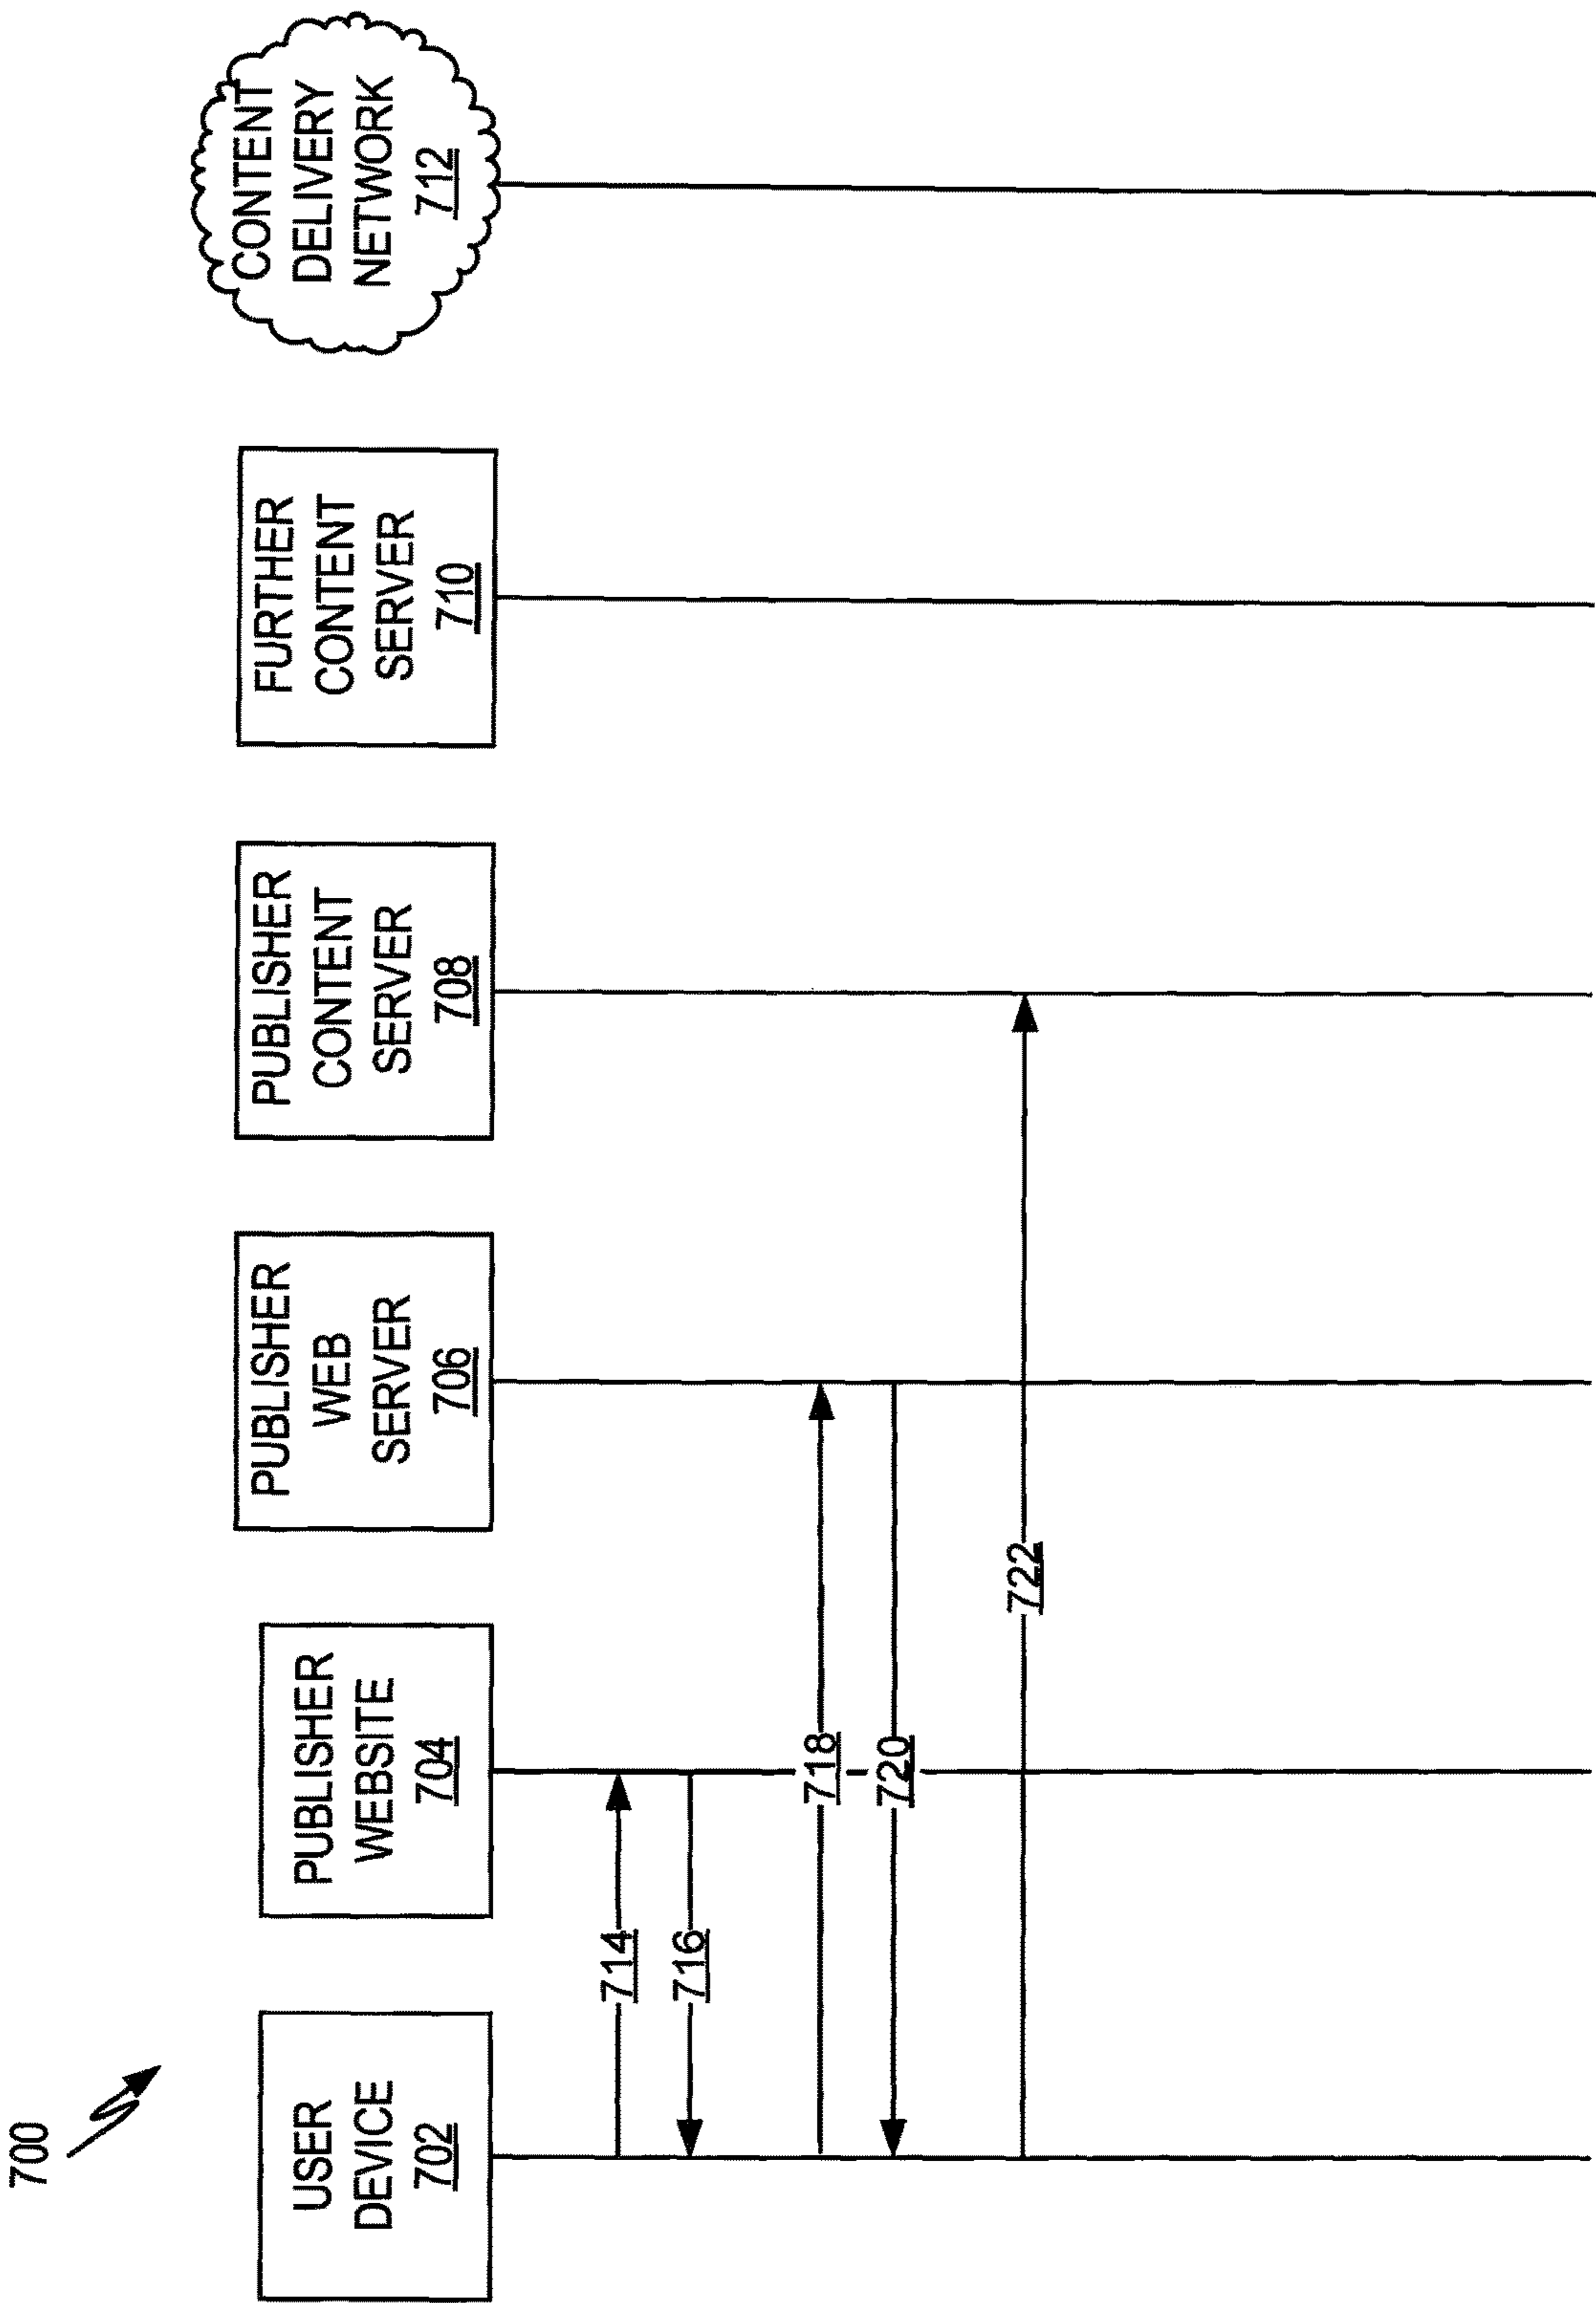 700
USER
DEVICE
702
PUBLISHER
WEBSITE
704
PUBLISHER
WEB
SERVER
706
PUBLISHER
CONTENT
SERVER
708
FURTHER
CONTENT
SERVER
710
CONTENT
DELIVERY
NETWORK
712
714
716
718
720
722